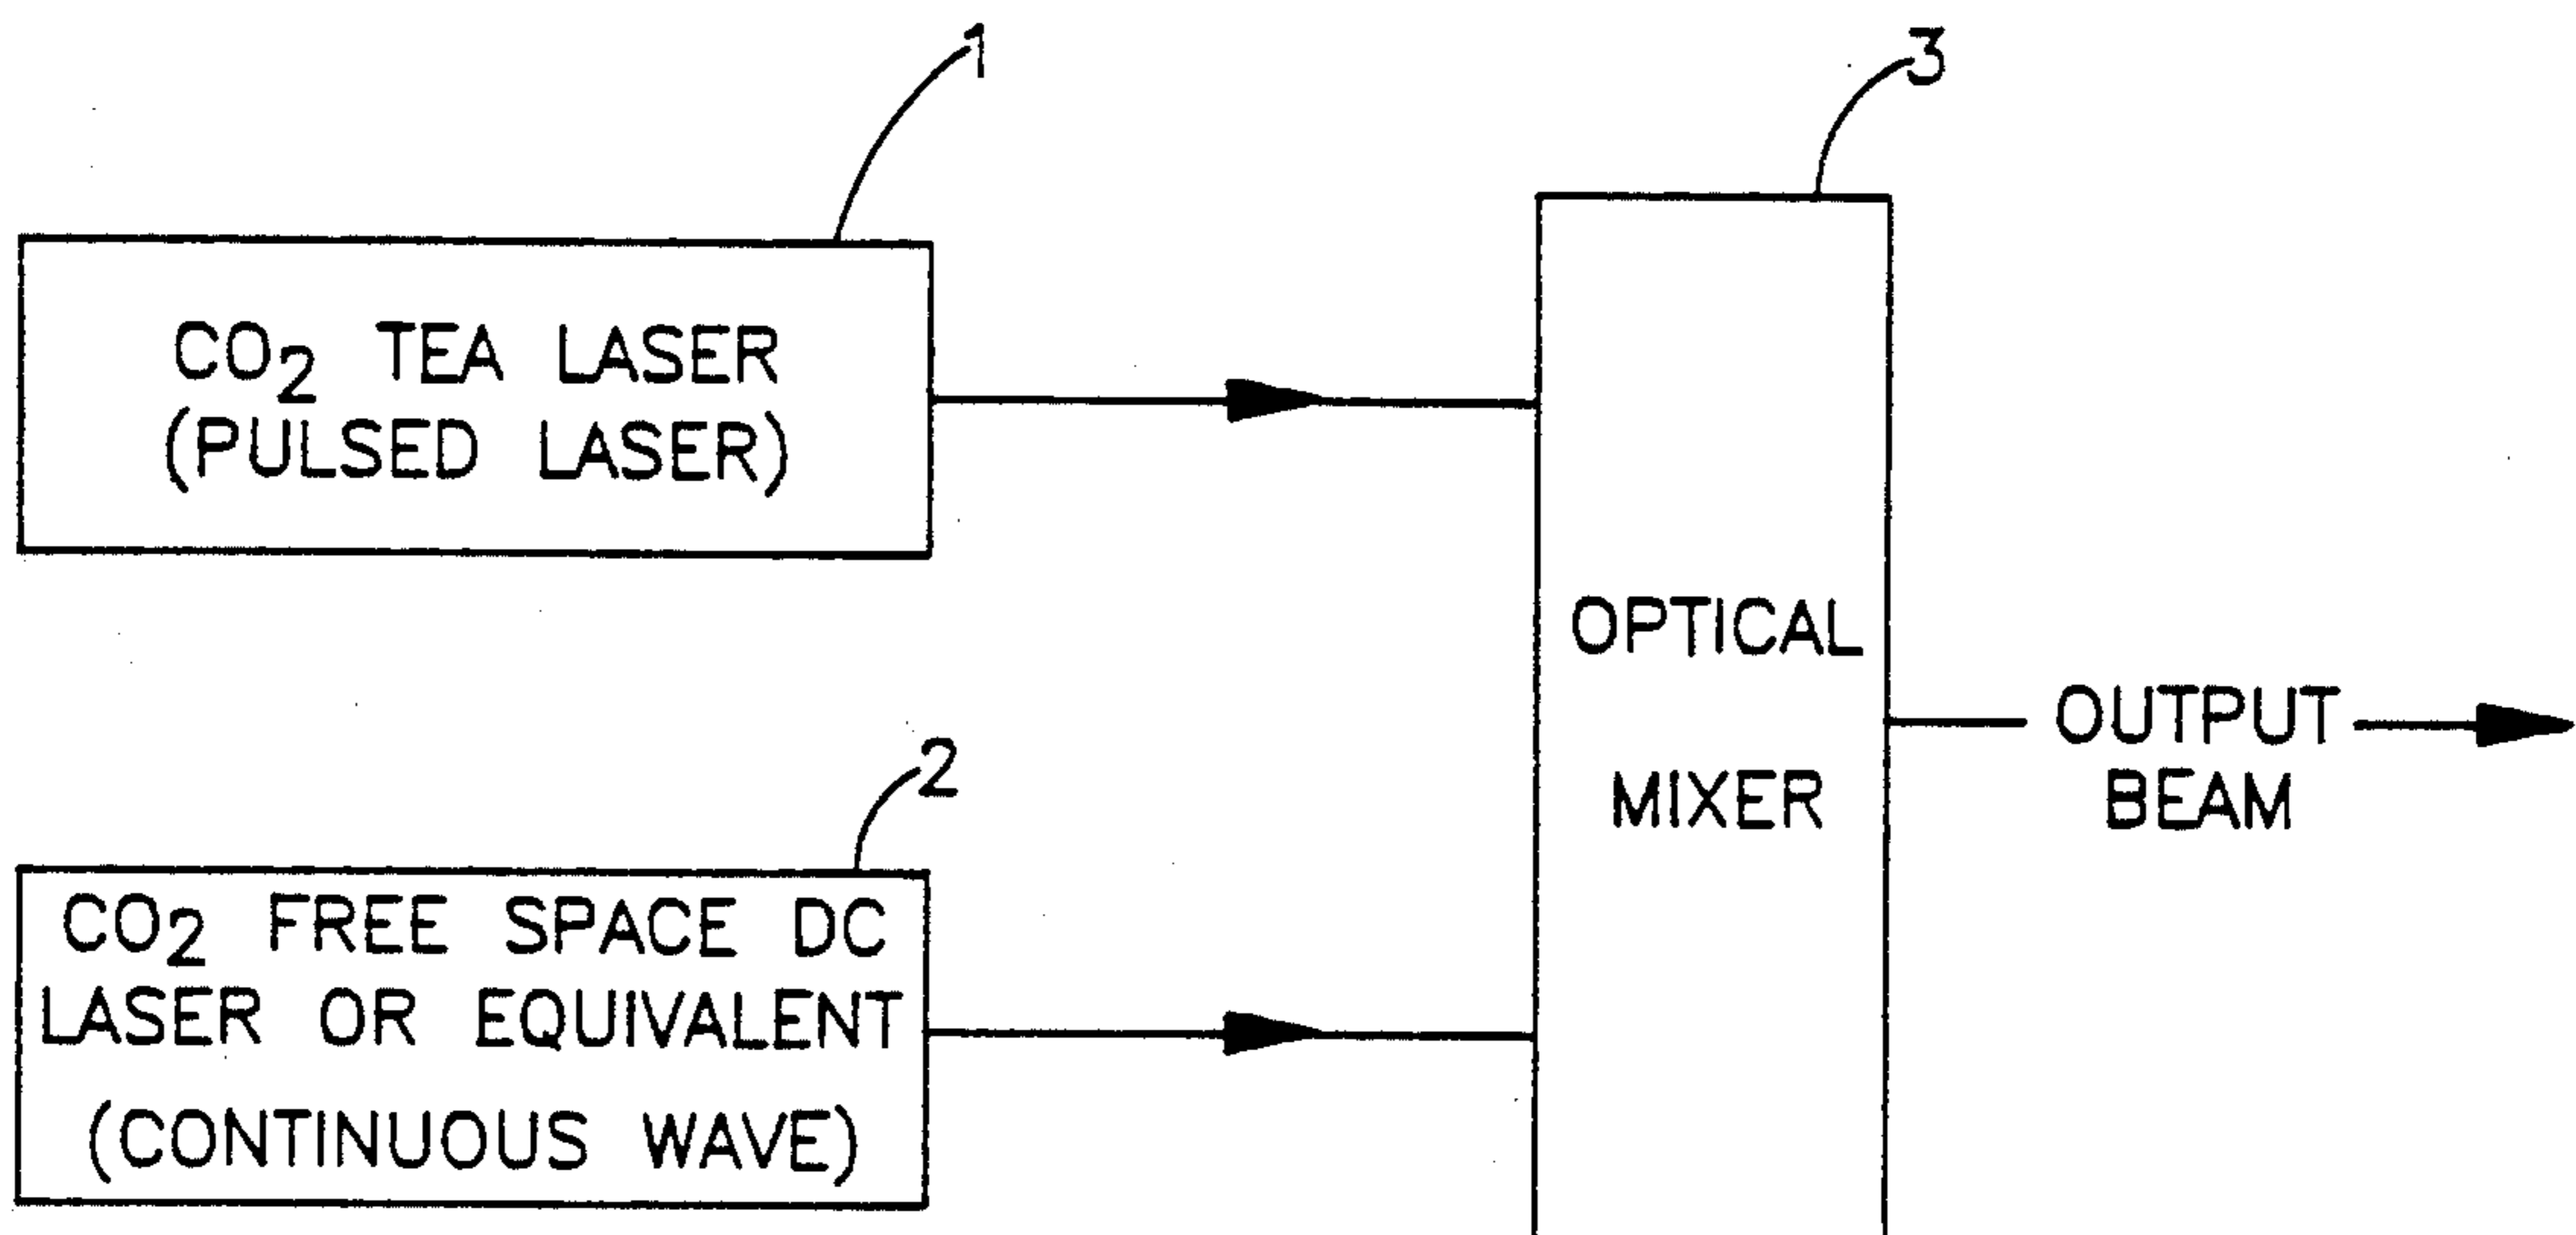 1
3
CO₂ TEA LASER
(PULSED LASER)
OPTICAL
MIXER
OUTPUT
BEAM
2
CO₂ FREE SPACE DC
LASER OR EQUIVALENT
(CONTINUOUS WAVE)